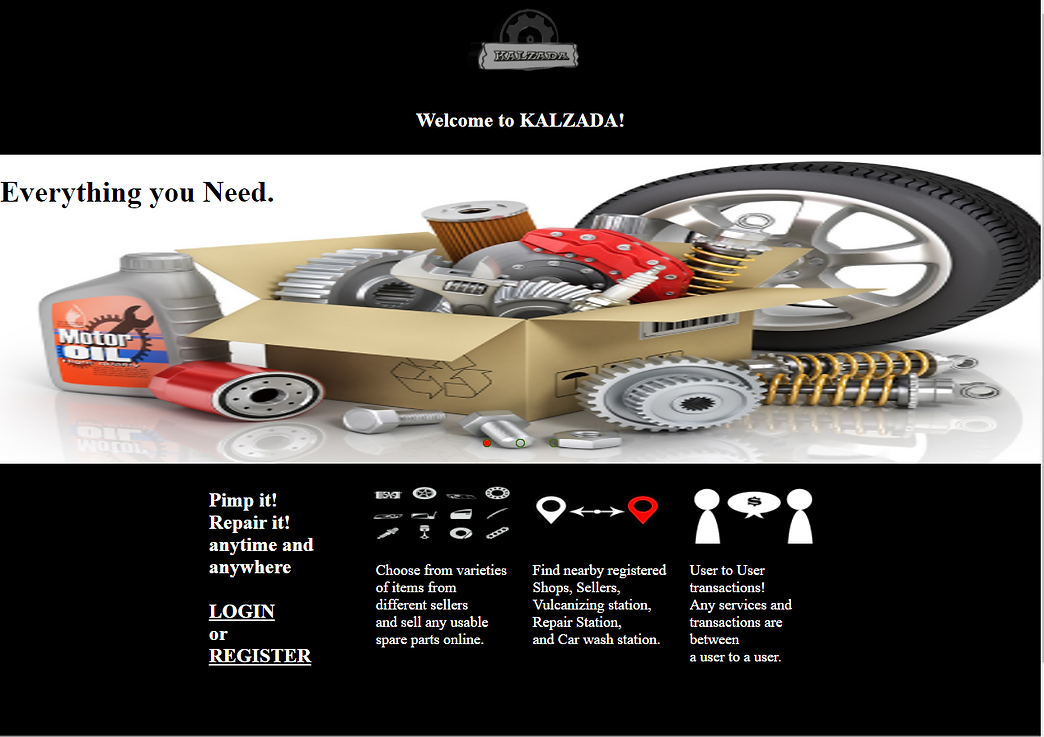 KALZADA
Welcome to KALZADA!
Everything you Need.
Motor
OIL
Pimp it!
Repair it!
anytime and
anywhere
LOGIN
or
REGISTER
$
Choose from varieties
of items from
different sellers
and sell any usable
spare parts online.
Find nearby registered
Shops, Sellers,
Vulcanizing station,
Repair Station,
and Car wash station.
User to User
transactions!
Any services and
transactions are
between
a user to a user.